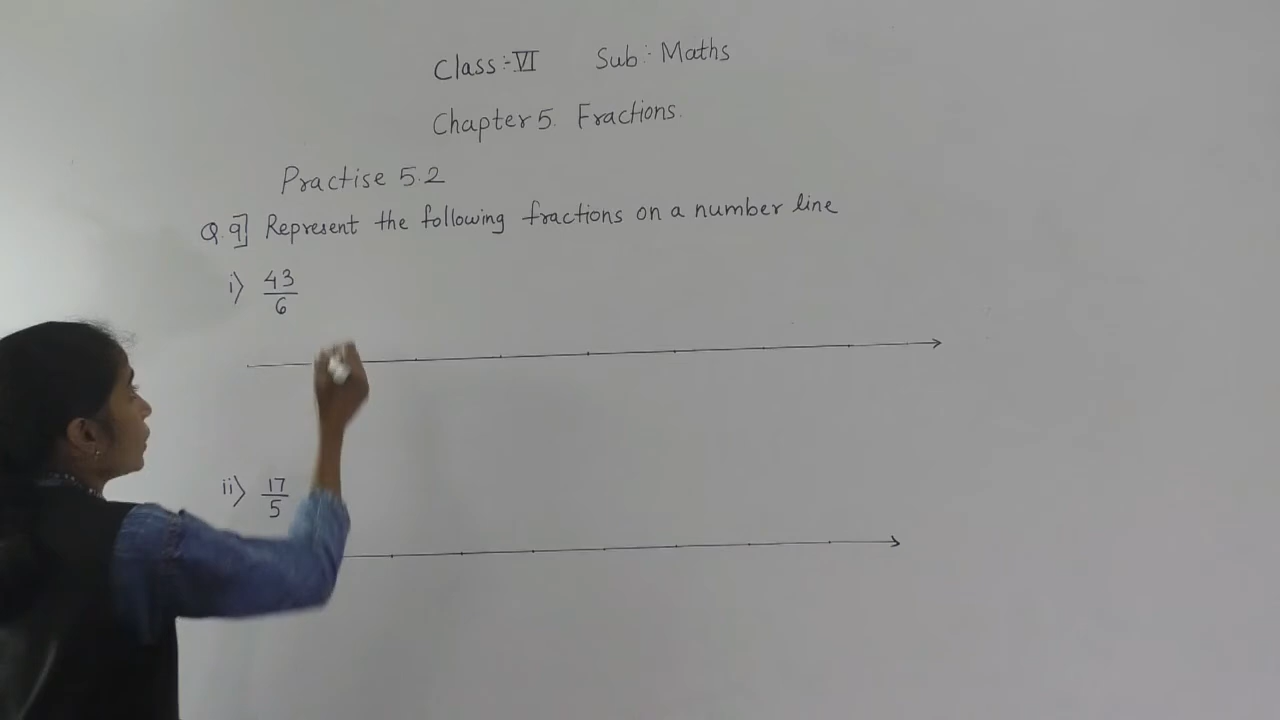 Class :- VI Sub :- Maths
Chapter 5. Fractions.
Practise 5.2
Q.9] Represent the following fractions on a number line
i) 43/6
ii) 17/5